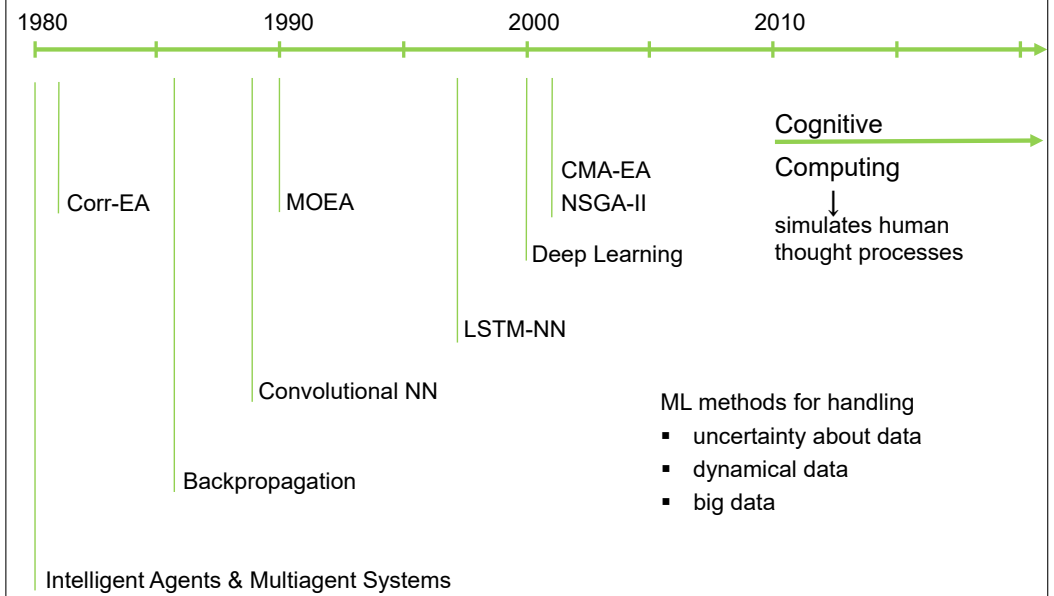 1980 1990 2000 2010
Cognitive
Computing
simulates human
thought processes
CMA-EA
NSGA-II
Corr-EA
MOEA
Deep Learning
LSTM-NN
Convolutional NN
ML methods for handling
▪ uncertainty about data
▪ dynamical data
▪ big data
Backpropagation
Intelligent Agents & Multiagent Systems